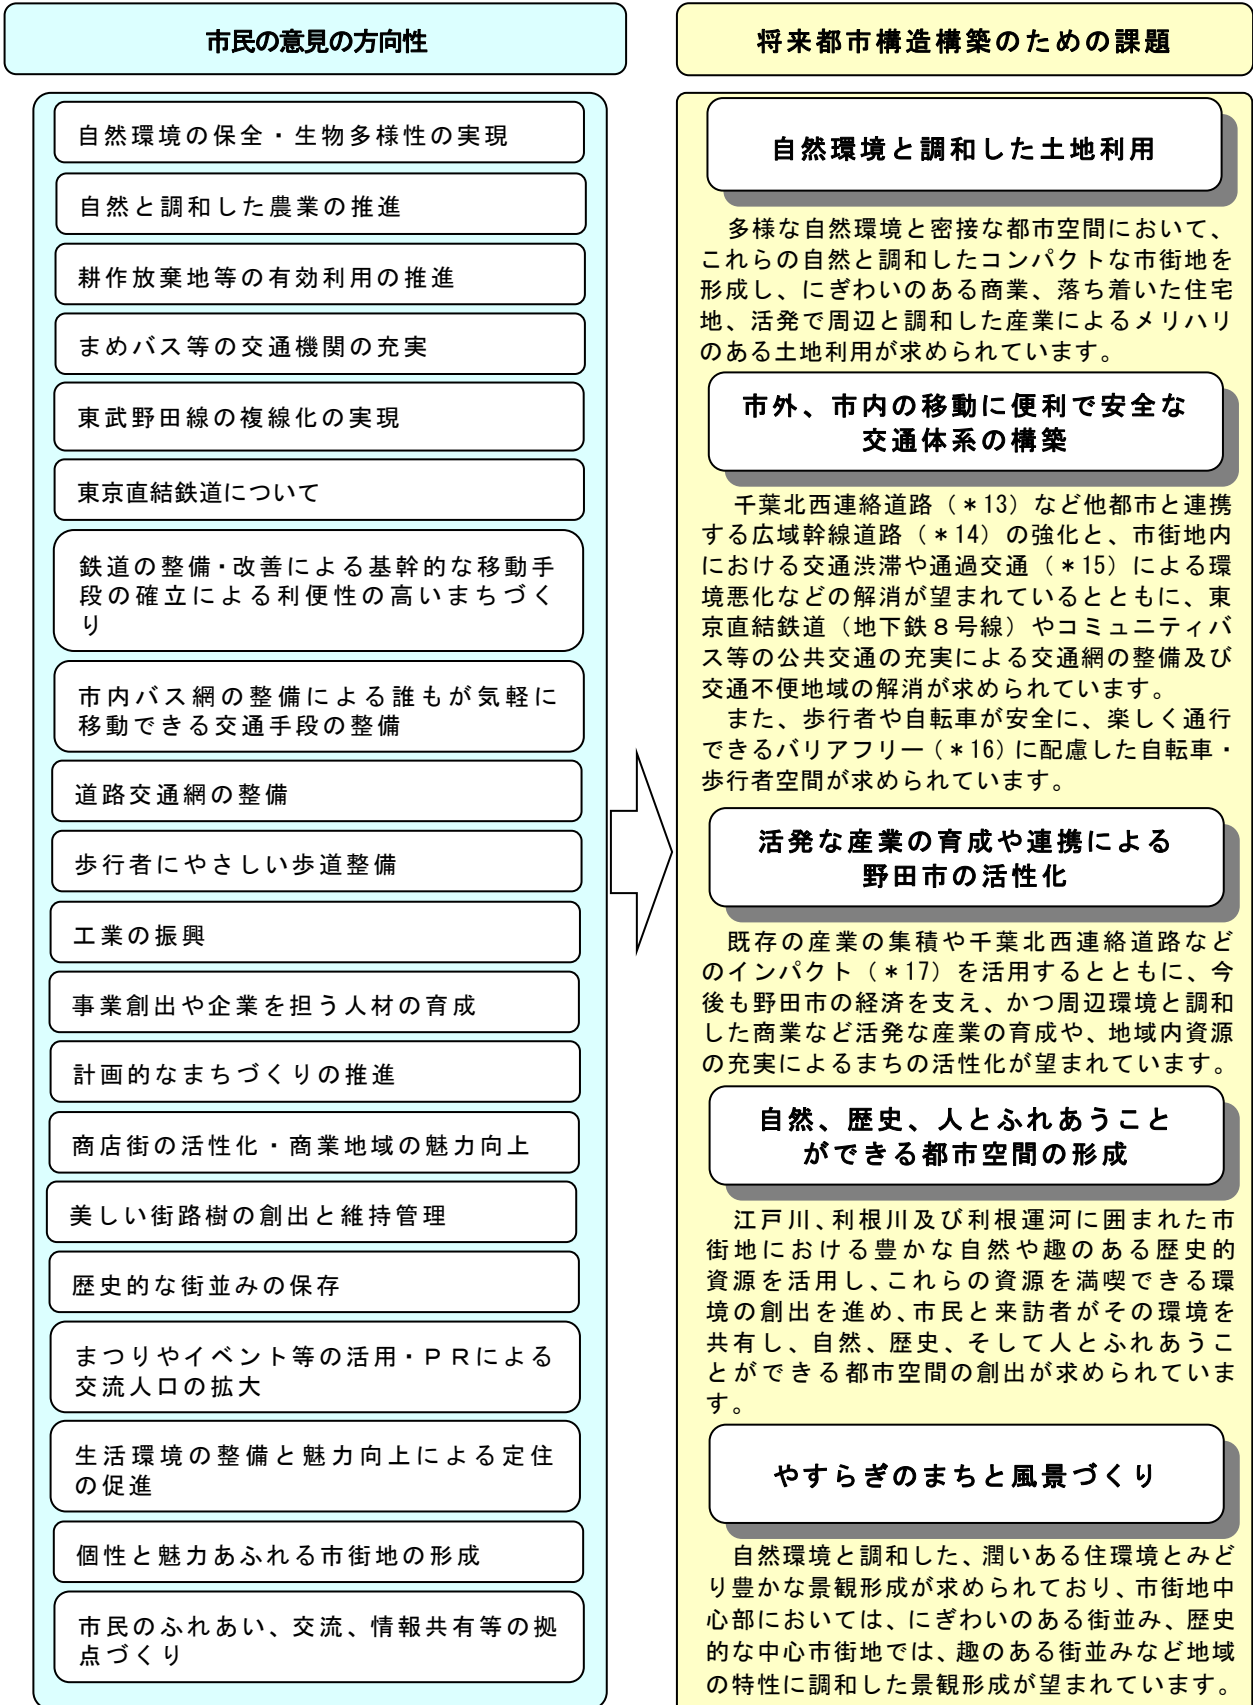 市民の意見の方向性
自然環境の保全・生物多様性の実現
自然と調和した農業の推進
耕作放棄地等の有効利用の推進
まめバス等の交通機関の充実
東武野田線の複線化の実現
東京直結鉄道について
鉄道の整備・改善による基幹的な移動手
段の確立による利便性の高いまちづく
り
市内バス網の整備による誰もが気軽に
移動できる交通手段の整備
道路交通網の整備
歩行者にやさしい歩道整備
工業の振興
事業創出や企業を担う人材の育成
計画的なまちづくりの推進
商店街の活性化・商業地域の魅力向上
美しい街路樹の創出と維持管理
歴史的な街並みの保存
まつりやイベント等の活用・ＰＲによる
交流人口の拡大
生活環境の整備と魅力向上による定住
の促進
個性と魅力あふれる市街地の形成
市民のふれあい、交流、情報共有等の拠
点づくり
将来都市構造構築のための課題
自然環境と調和した土地利用
多様な自然環境と密接な都市空間において、
これらの自然と調和したコンパクトな市街地を
形成し、にぎわいのある商業、落ち着いた住宅
地、活発で周辺と調和した産業によるメリハリ
のある土地利用が求められています。
市外、市内の移動に便利で安全な
交通体系の構築
千葉北西連絡道路（＊13）など他都市と連携
する広域幹線道路（＊14）の強化と、市街地内
における交通渋滞や通過交通（＊15）による環
境悪化などの解消が望まれているとともに、東
京直結鉄道（地下鉄８号線）やコミュニティバ
ス等の公共交通の充実による交通網の整備及び
交通不便地域の解消が求められています。
また、歩行者や自転車が安全に、楽しく通行
できるバリアフリー（＊16）に配慮した自転車・
歩行者空間が求められています。
活発な産業の育成や連携による
野田市の活性化
既存の産業の集積や千葉北西連絡道路など
のインパクト（＊17）を活用するとともに、今
後も野田市の経済を支え、かつ周辺環境と調和
した商業など活発な産業の育成や、地域内資源
の充実によるまちの活性化が望まれています。
自然、歴史、人とふれあうこと
ができる都市空間の形成
江戸川、利根川及び利根運河に囲まれた市
街地における豊かな自然や趣のある歴史的
資源を活用し、これらの資源を満喫できる環
境の創出を進め、市民と来訪者がその環境を
共有し、自然、歴史、そして人とふれあうこ
とができる都市空間の創出が求められていま
す。
やすらぎのまちと風景づくり
自然環境と調和した、潤いある住環境とみど
り豊かな景観形成が求められており、市街地中
心部においては、にぎわいのある街並み、歴史
的な中心市街地では、趣のある街並みなど地域
の特性に調和した景観形成が望まれています。